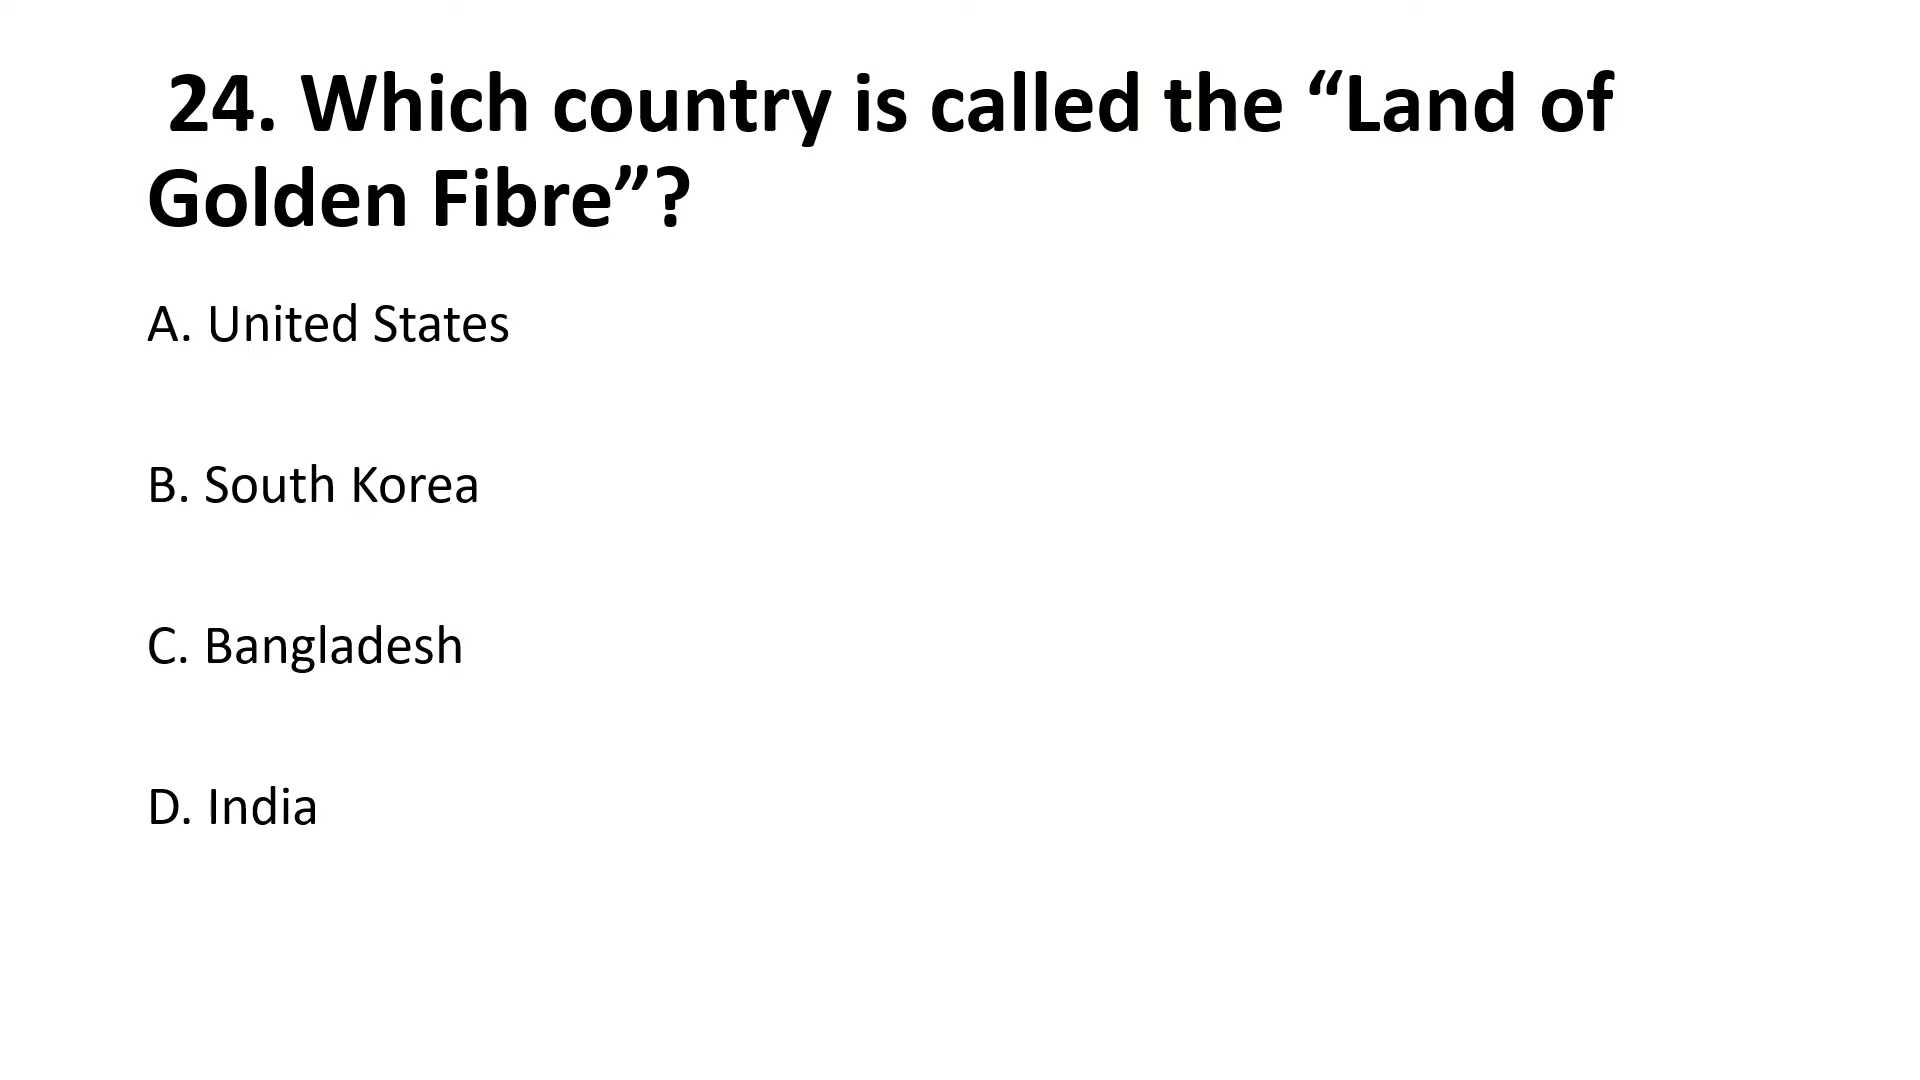 24. Which country is called the “Land of
Golden Fibre”?
A. United States
B. South Korea
C. Bangladesh
D. India